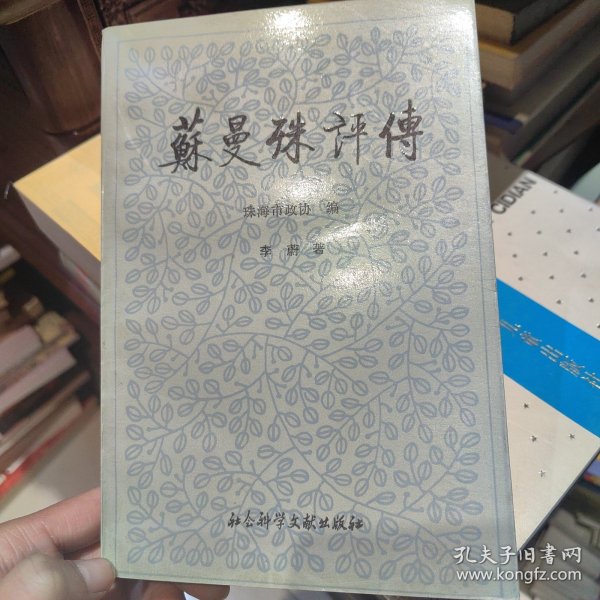 蘇曼殊評傳
珠海市政协 编
李蔚 著
社会科学文献出版社
CIDIAN
孔夫子旧书网
www.kongfz.com